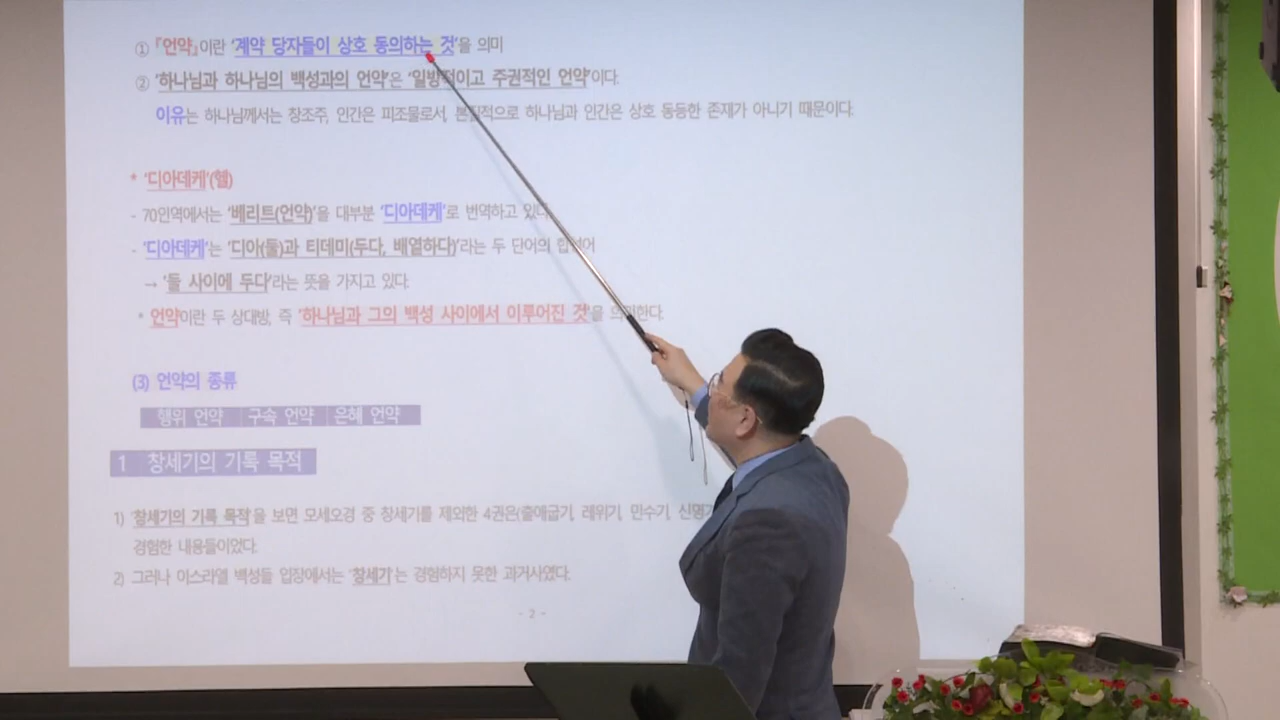 ① 『언약』이란 '계약 당자들이 상호 동의하는 것'을 의미
② '하나님과 하나님의 백성과의 언약'은 '일방적이고 주권적인 언약'이다.
이유는 하나님께서는 창조주, 인간은 피조물로서, 본질적으로 하나님과 인간은 상호 동등한 존재가 아니기 때문이다.
* '디아데케'(헬)
- 70인역에서는 '베리트(언약)'을 대부분 '디아데케'로 번역하고 있다.
- '디아데케'는 '디아(둘)과 티데미(두다, 배열하다)'라는 두 단어의 합성어
→ '둘 사이에 두다'라는 뜻을 가지고 있다.
* 언약이란 두 상대방, 즉 '하나님과 그의 백성 사이에서 이루어진 것'을 의미한다.
(3) 언약의 종류
행위 언약 구속 언약 은혜 언약
1 창세기의 기록 목적
1) '창세기의 기록 목적'을 보면 모세오경 중 창세기를 제외한 4권은(출애굽기, 레위기, 민수기, 신명기
경험한 내용들이었다.
2) 그러나 이스라엘 백성들 입장에서는 '창세기'는 경험하지 못한 과거사였다.
- 2 -